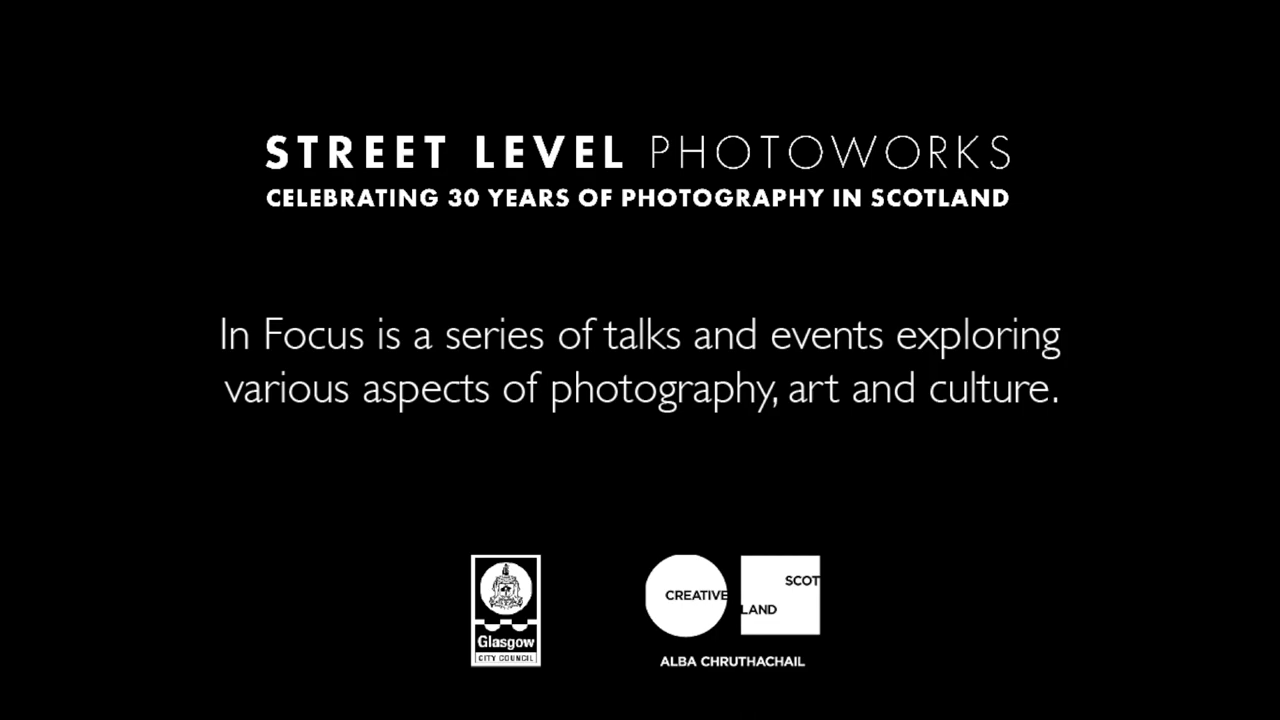 STREET LEVEL PHOTOWORKS
CELEBRATING 30 YEARS OF PHOTOGRAPHY IN SCOTLAND
In Focus is a series of talks and events exploring
various aspects of photography, art and culture.
Glasgow
CITY COUNCIL
CREATIVE
SCOT
LAND
ALBA CHRUTHACHAIL